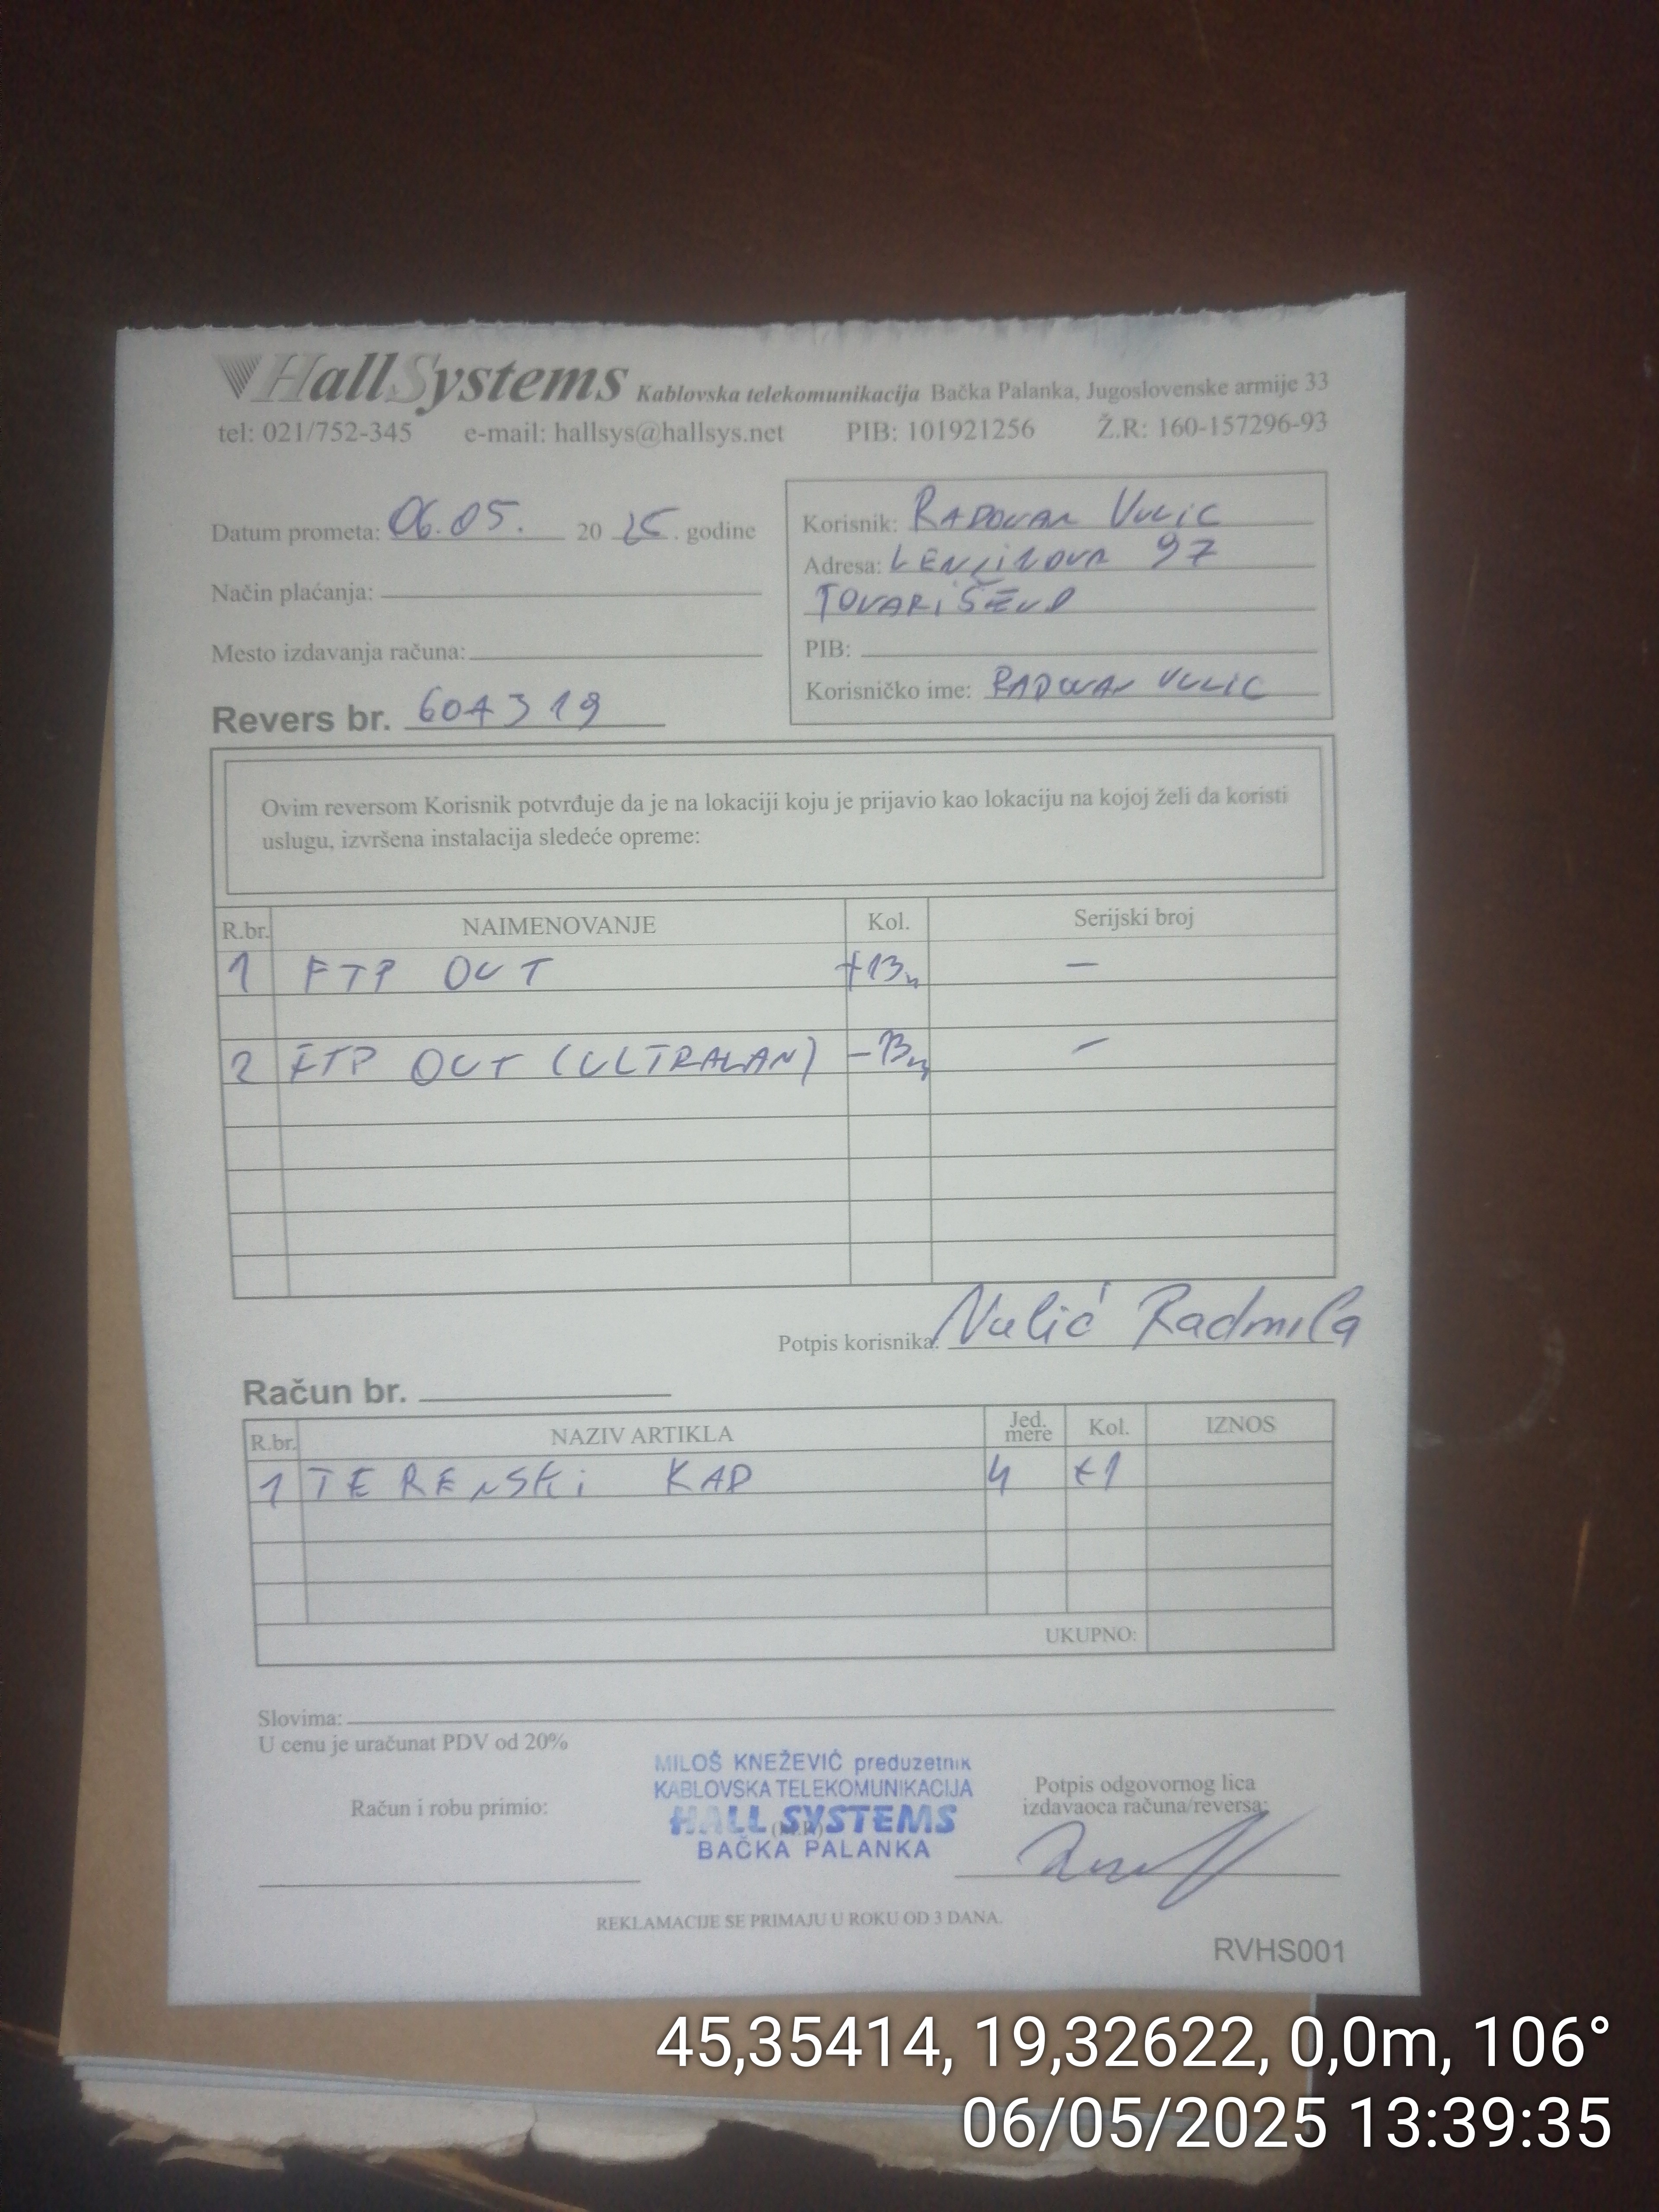 HallSystems Kablovska telekomunikacija Bačka Palanka, Jugoslovenske armije 33
tel: 021/752-345 e-mail: hallsys@hallsys.net PIB: 101921256 Ž.R: 160-157296-93
Datum prometa: 06.05. 20 25. godine
Način plaćanja:
Mesto izdavanja računa:
Revers br. 604319
Korisnik: RADOVAN VULIC
Adresa: LENJINOVA 97
TOVARIŠEVO
PIB:
Korisničko ime: RADOVAN VULIC
Ovim reversom Korisnik potvrđuje da je na lokaciji koju je prijavio kao lokaciju na kojoj želi da koristi
uslugu, izvršena instalacija sledeće opreme:
R.br. NAIMENOVANJE Kol. Serijski broj
1 FTP OUT +13m –
2 FTP OUT (ULTRALAN) –13m –
Potpis korisnika: Vulić Radmila
Račun br.
R.br. NAZIV ARTIKLA Jed. mere Kol. IZNOS
1 TERENSKI RAD 4 +1
UKUPNO:
Slovima:
U cenu je uračunat PDV od 20%
Račun i robu primio:
MILOŠ KNEŽEVIĆ preduzetnik
KABLOVSKA TELEKOMUNIKACIJA
HALL SYSTEMS
(M.P.)
BAČKA PALANKA
Potpis odgovornog lica
izdavaoca računa/reversa:
REKLAMACIJE SE PRIMAJU U ROKU OD 3 DANA.
RVHS001
45,35414, 19,32622, 0,0m, 106°
06/05/2025 13:39:35